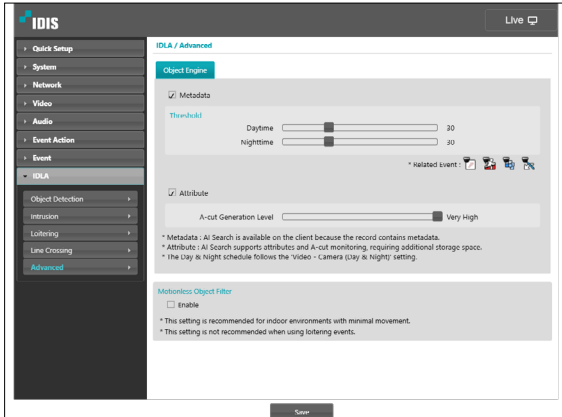 IDIS
Live
Quick Setup
System
Network
Video
Audio
Event Action
Event
IDLA
Object Detection
Intrusion
Loitering
Line Crossing
Advanced
IDLA / Advanced
Object Engine
Metadata
Threshold
Daytime 30
Nighttime 30
* Related Event :
Attribute
A-cut Generation Level Very High
* Metadata : AI Search is available on the client because the record contains metadata.
* Attribute : AI Search supports attributes and A-cut monitoring, requiring additional storage space.
* The Day & Night schedule follows the 'Video - Camera (Day & Night)' setting.
Motionless Object Filter
Enable
* This setting is recommended for indoor environments with minimal movement.
* This setting is not recommended when using loitering events.
Save